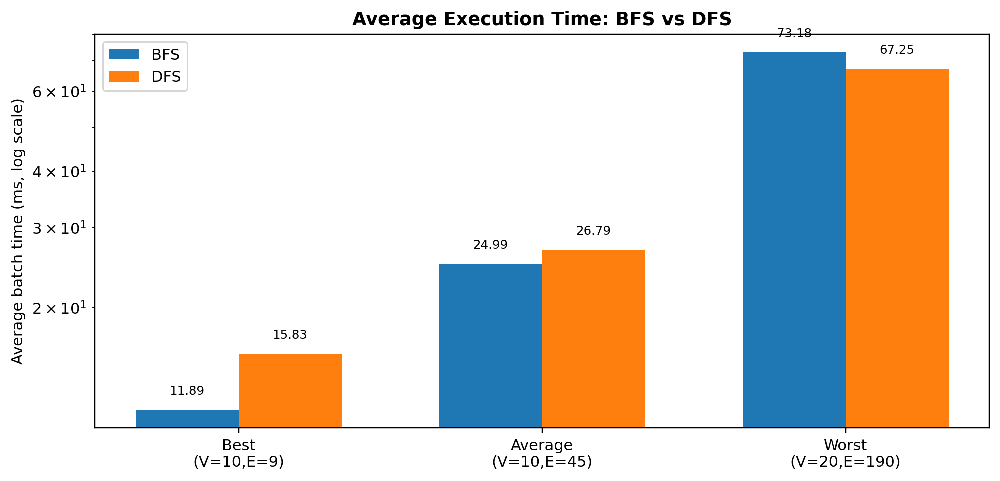 Average Execution Time: BFS vs DFS
BFS
DFS
Average batch time (ms, log scale)
6 × 10¹
4 × 10¹
3 × 10¹
2 × 10¹
11.89
15.83
24.99
26.79
73.18
67.25
Best
(V=10,E=9)
Average
(V=10,E=45)
Worst
(V=20,E=190)